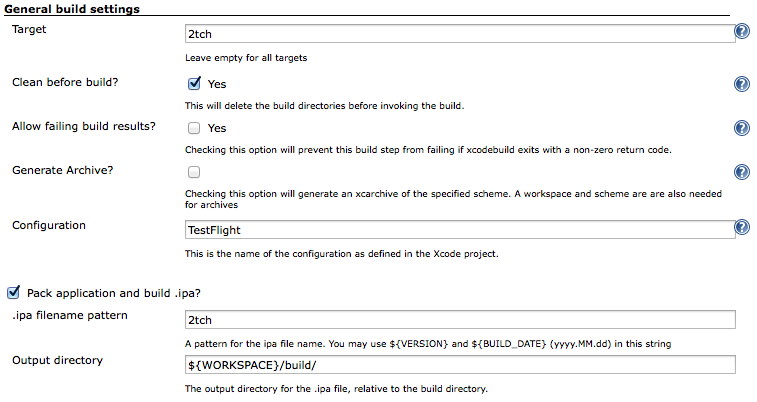 General build settings
Target
2tch
Leave empty for all targets
Clean before build?
Yes
This will delete the build directories before invoking the build.
Allow failing build results?
Yes
Checking this option will prevent this build step from failing if xcodebuild exits with a non-zero return code.
Generate Archive?
Checking this option will generate an xcarchive of the specified scheme. A workspace and scheme are are also needed
for archives
Configuration
TestFlight
This is the name of the configuration as defined in the Xcode project.
Pack application and build .ipa?
.ipa filename pattern
2tch
A pattern for the ipa file name. You may use ${VERSION} and ${BUILD_DATE} (yyyy.MM.dd) in this string
Output directory
${WORKSPACE}/build/
The output directory for the .ipa file, relative to the build directory.